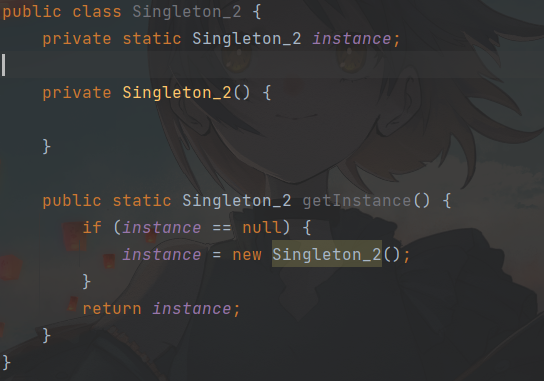 public class Singleton_2 {
    private static Singleton_2 instance;
    private Singleton_2() {
    }
    public static Singleton_2 getInstance() {
        if (instance == null) {
            instance = new Singleton_2();
        }
        return instance;
    }
}